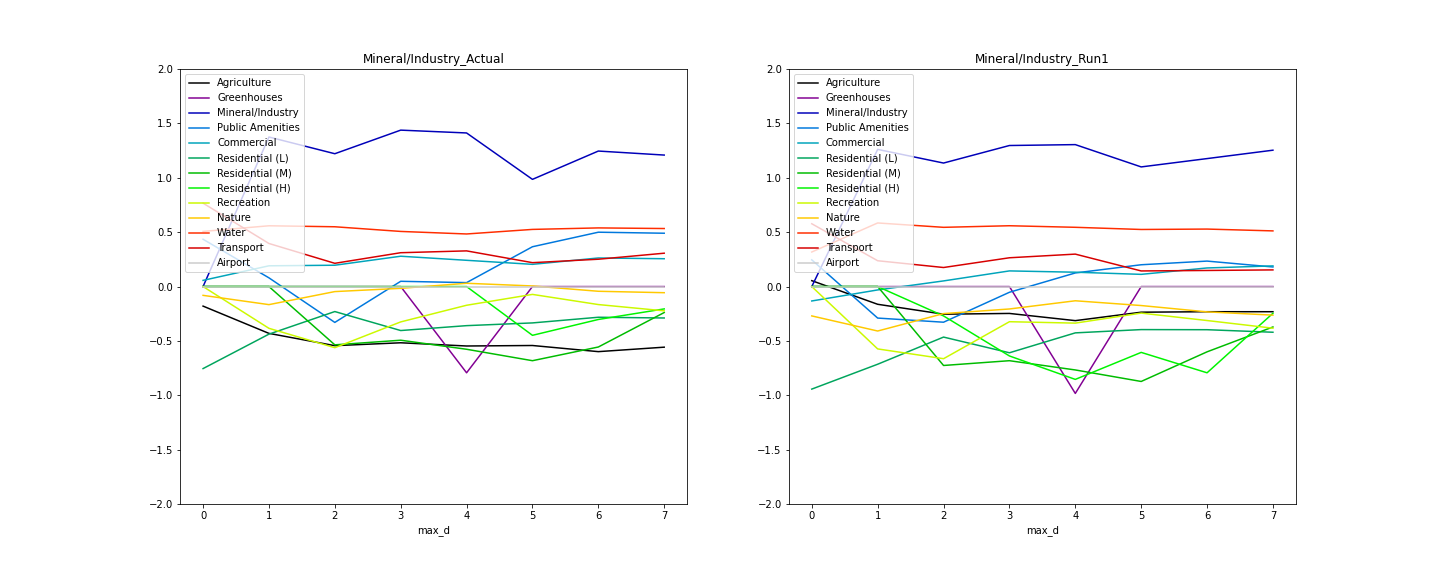 Mineral/Industry_Actual
2.0
1.5
1.0
0.5
0.0
−0.5
−1.0
−1.5
−2.0
Agriculture
Greenhouses
Mineral/Industry
Public Amenities
Commercial
Residential (L)
Residential (M)
Residential (H)
Recreation
Nature
Water
Transport
Airport
0 1 2 3 4 5 6 7
max_d
Mineral/Industry_Run1
2.0
1.5
1.0
0.5
0.0
−0.5
−1.0
−1.5
−2.0
Agriculture
Greenhouses
Mineral/Industry
Public Amenities
Commercial
Residential (L)
Residential (M)
Residential (H)
Recreation
Nature
Water
Transport
Airport
0 1 2 3 4 5 6 7
max_d